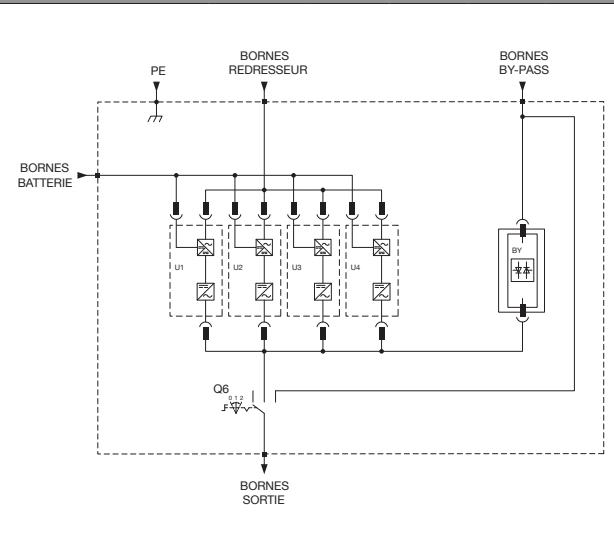 BORNES
REDRESSEUR
BORNES
BY-PASS
PE
BORNES
BATTERIE
BY
U1
U2
U3
U4
Q6
0 1 2
BORNES
SORTIE